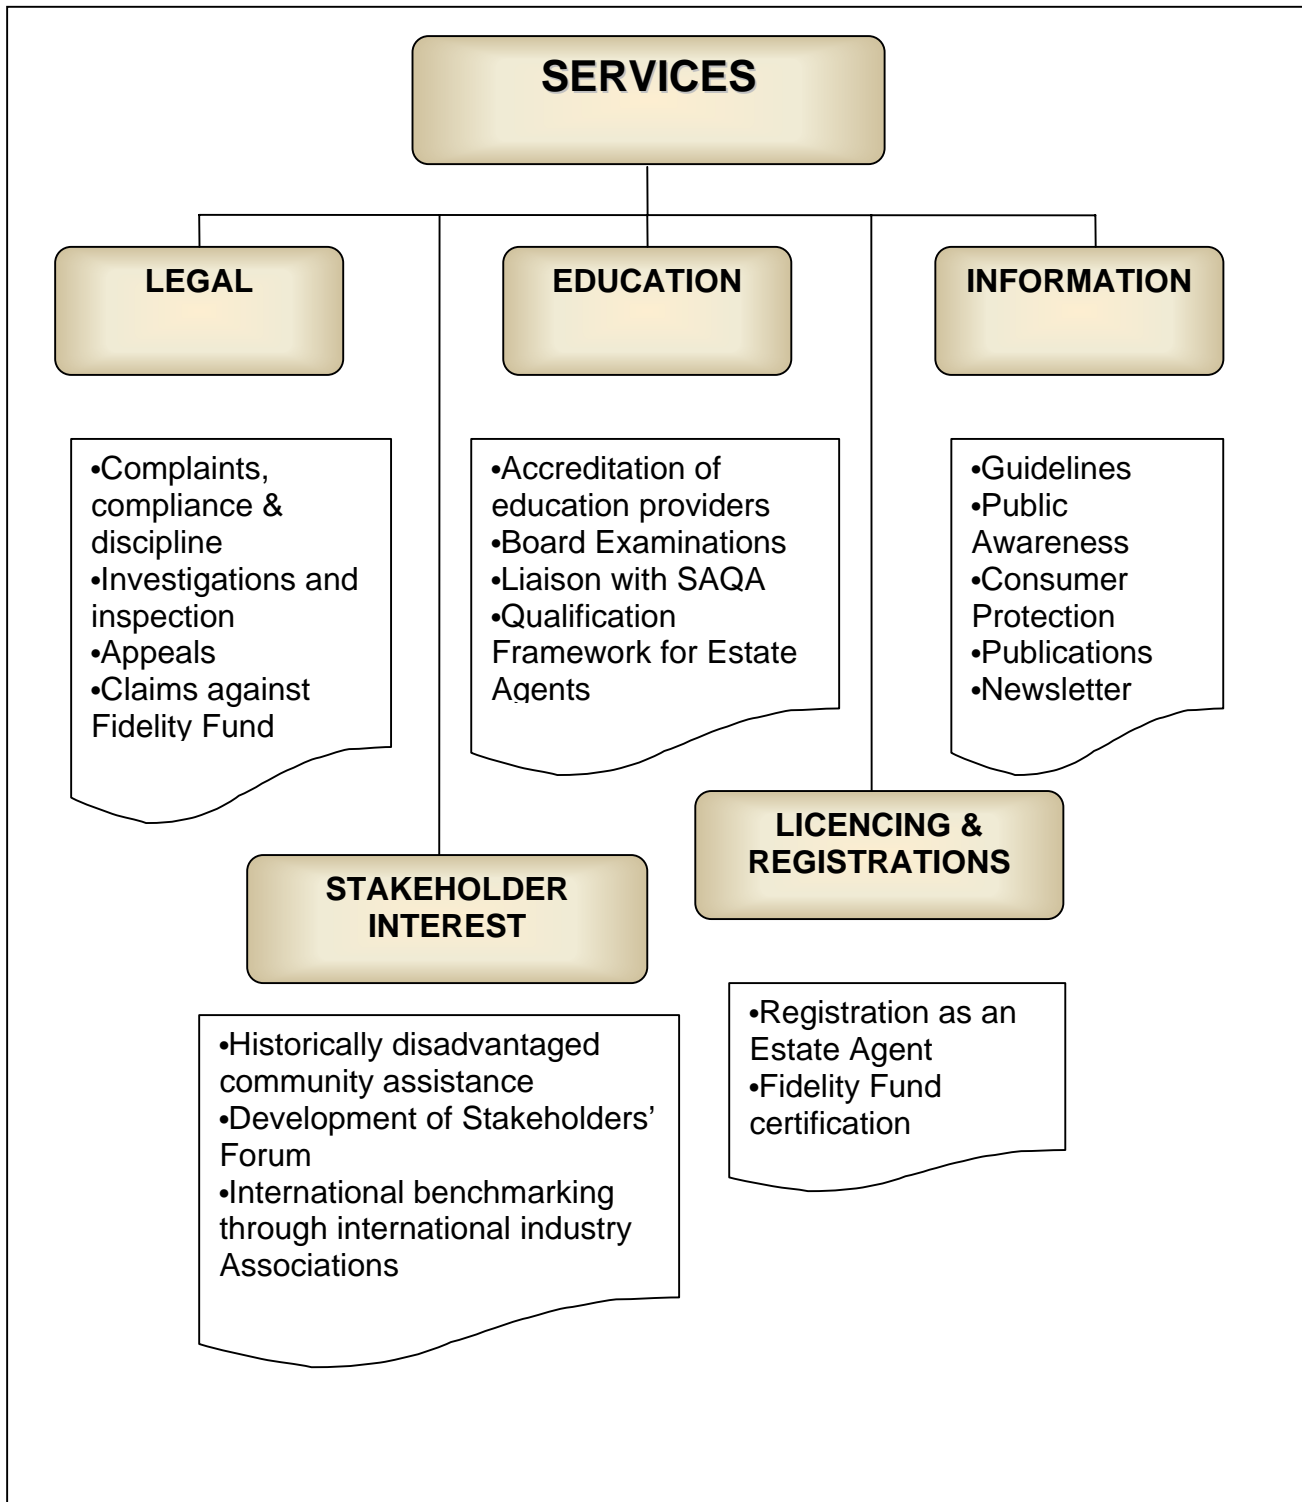 SERVICES
LEGAL
EDUCATION
INFORMATION
•Complaints,
compliance &
discipline
•Investigations and
inspection
•Appeals
•Claims against
Fidelity Fund
•Accreditation of
education providers
•Board Examinations
•Liaison with SAQA
•Qualification
Framework for Estate
Agents
•Guidelines
•Public
Awareness
•Consumer
Protection
•Publications
•Newsletter
STAKEHOLDER
INTEREST
LICENCING &
REGISTRATIONS
•Historically disadvantaged
community assistance
•Development of Stakeholders’
Forum
•International benchmarking
through international industry
Associations
•Registration as an
Estate Agent
•Fidelity Fund
certification